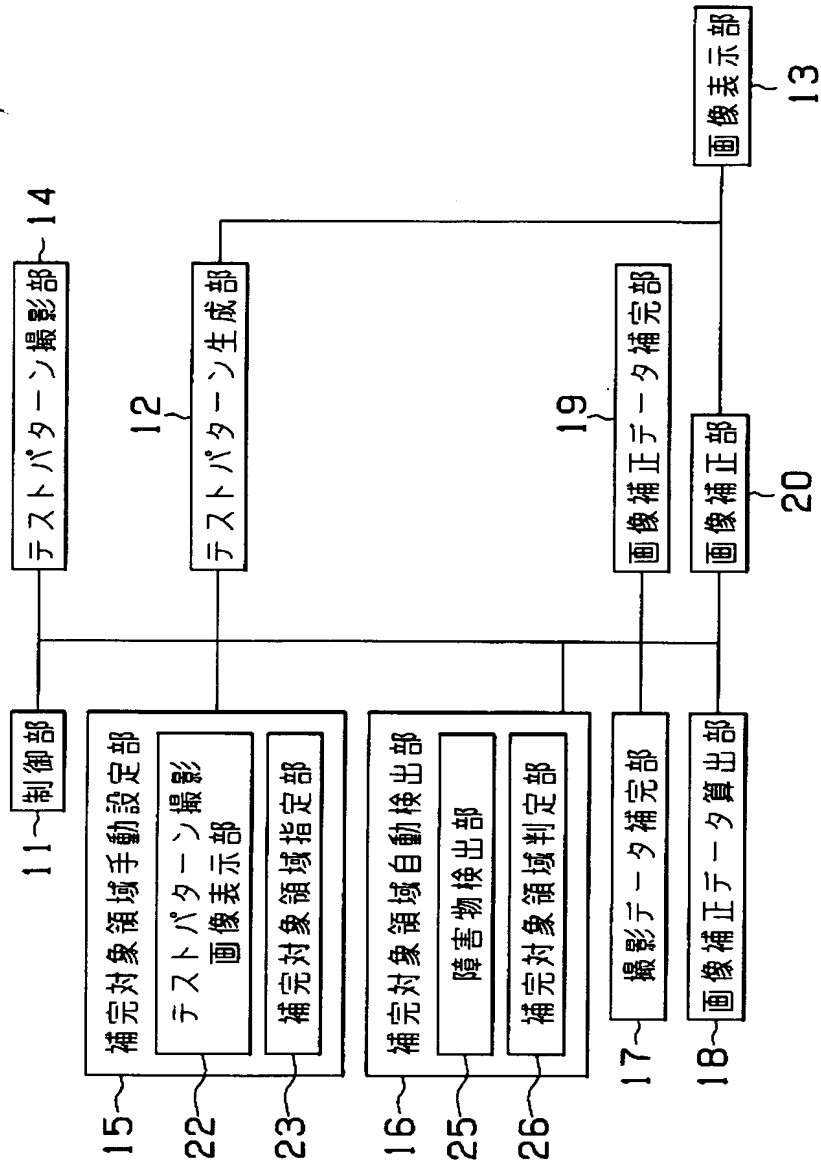 11
制御部
テストパターン撮影部
14
15
補完対象領域手動設定部
22
テストパターン撮影
画像表示部
23
補完対象領域指定部
12
テストパターン生成部
16
補完対象領域自動検出部
25
障害物検出部
26
補完対象領域判定部
17
撮影データ補完部
19
画像補正データ補完部
18
画像補正データ算出部
画像補正部
20
画像表示部
13